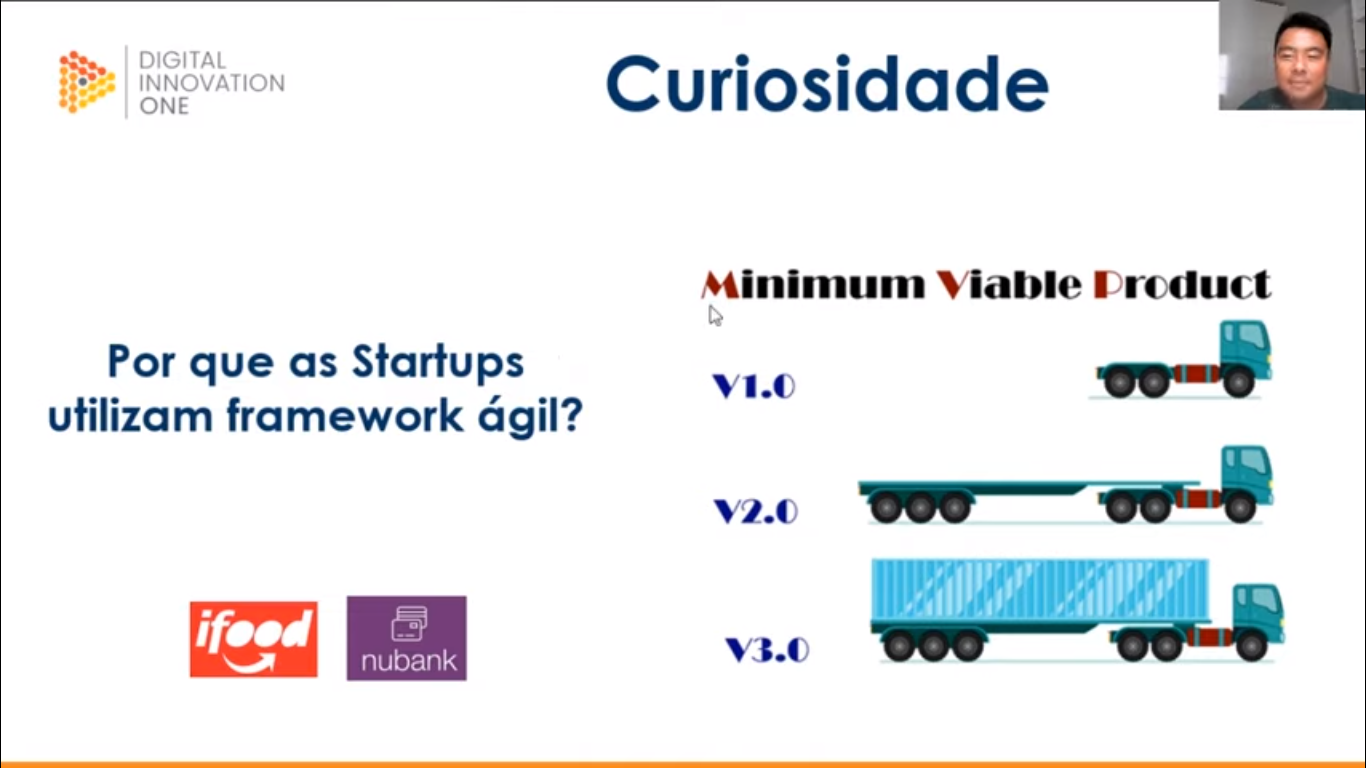 DIGITAL
INNOVATION
ONE
Curiosidade
Por que as Startups
utilizam framework ágil?
ifood
nubank
Minimum Viable Product
V1.0
V2.0
V3.0